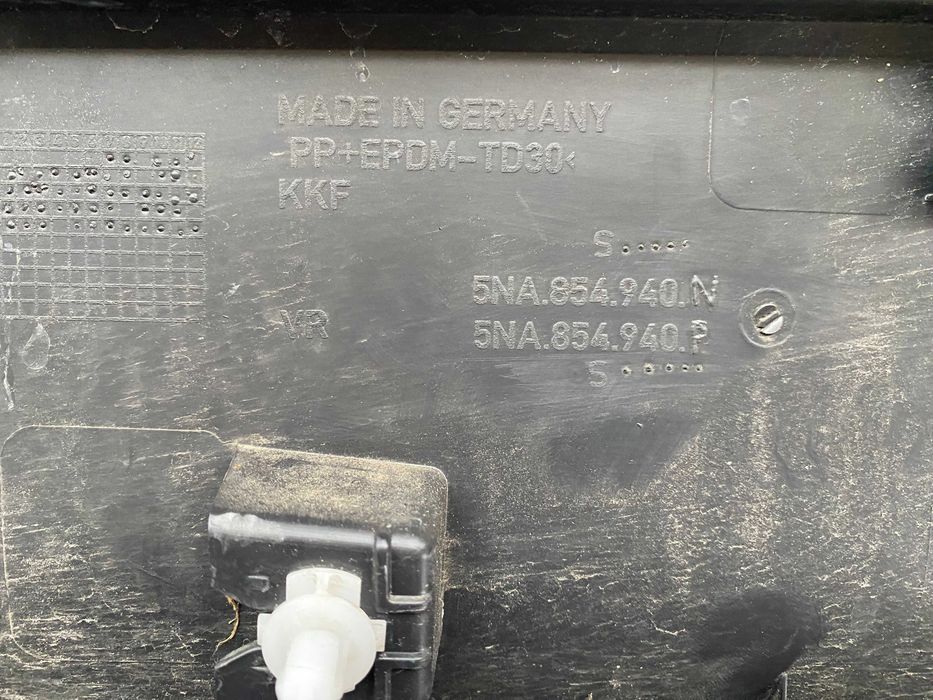 MADE IN GERMANY
PP+EPDM-TD30<
KKF
S
5NA.854.940.N
VR
5NA.854.940.P
S